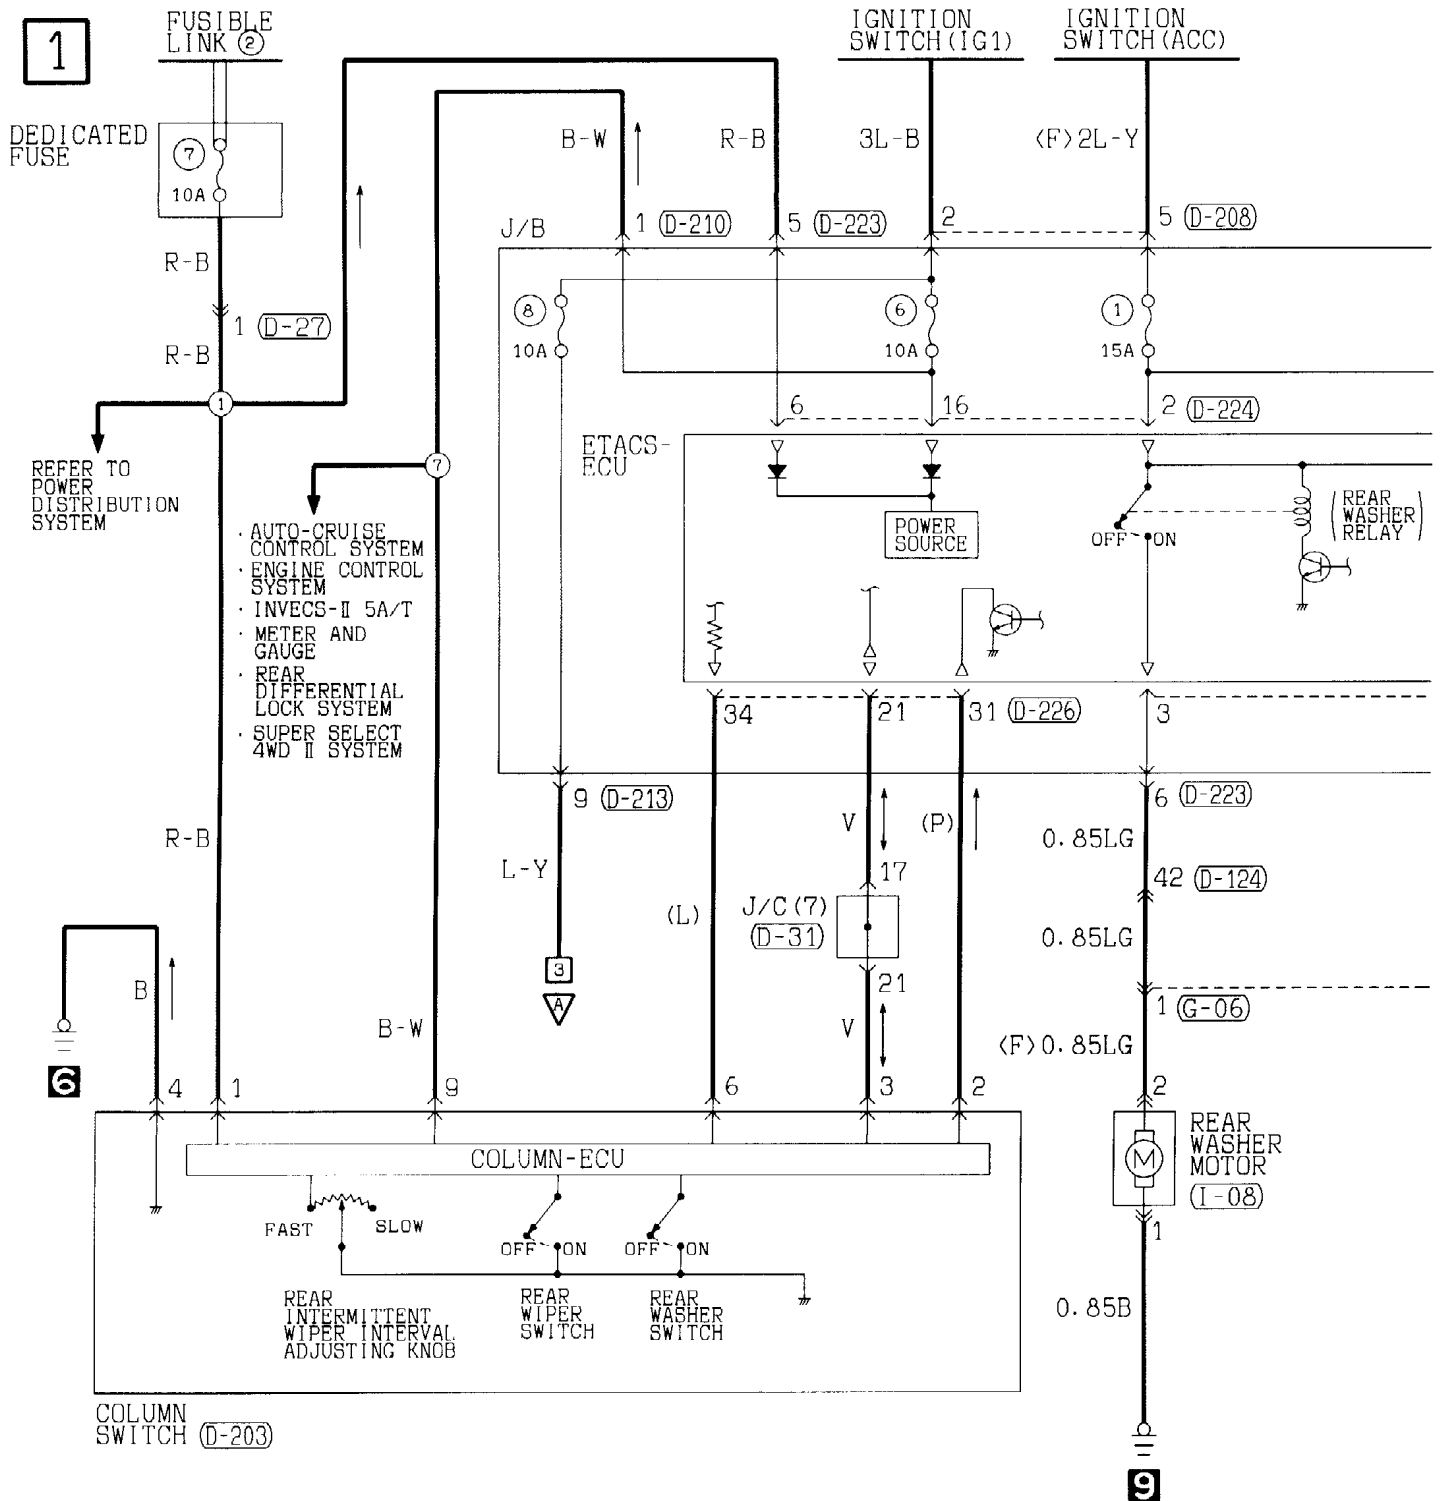 1
FUSIBLE
LINK ②
IGNITION
SWITCH(IG1)
IGNITION
SWITCH(ACC)
DEDICATED
FUSE
7
10A
B-W
R-B
3L-B
<F>2L-Y
J/B
1 (D-210)
5 (D-223)
2
5 (D-208)
R-B
1 (D-27)
R-B
8
10A
6
10A
1
15A
1
6
16
2 (D-224)
REFER TO
POWER
DISTRIBUTION
SYSTEM
7
· AUTO-CRUISE
CONTROL SYSTEM
· ENGINE CONTROL
SYSTEM
· INVECS-Ⅱ 5A/T
· METER AND
GAUGE
· REAR
DIFFERENTIAL
LOCK SYSTEM
· SUPER SELECT
4WD Ⅱ SYSTEM
ETACS-
ECU
POWER
SOURCE
OFF
ON
(REAR
WASHER
RELAY)
34
21
31 (D-226)
3
9 (D-213)
6 (D-223)
R-B
L-Y
V
(P)
0.85LG
17
42 (D-124)
(L)
J/C(7)
(D-31)
0.85LG
3
A
21
1 (G-06)
B
B-W
V
<F>0.85LG
6
4
1
9
6
3
2
2
COLUMN-ECU
M
REAR
WASHER
MOTOR
(I-08)
1
FAST
SLOW
OFF
ON
OFF
ON
REAR
INTERMITTENT
WIPER INTERVAL
ADJUSTING KNOB
REAR
WIPER
SWITCH
REAR
WASHER
SWITCH
0.85B
COLUMN
SWITCH (D-203)
9